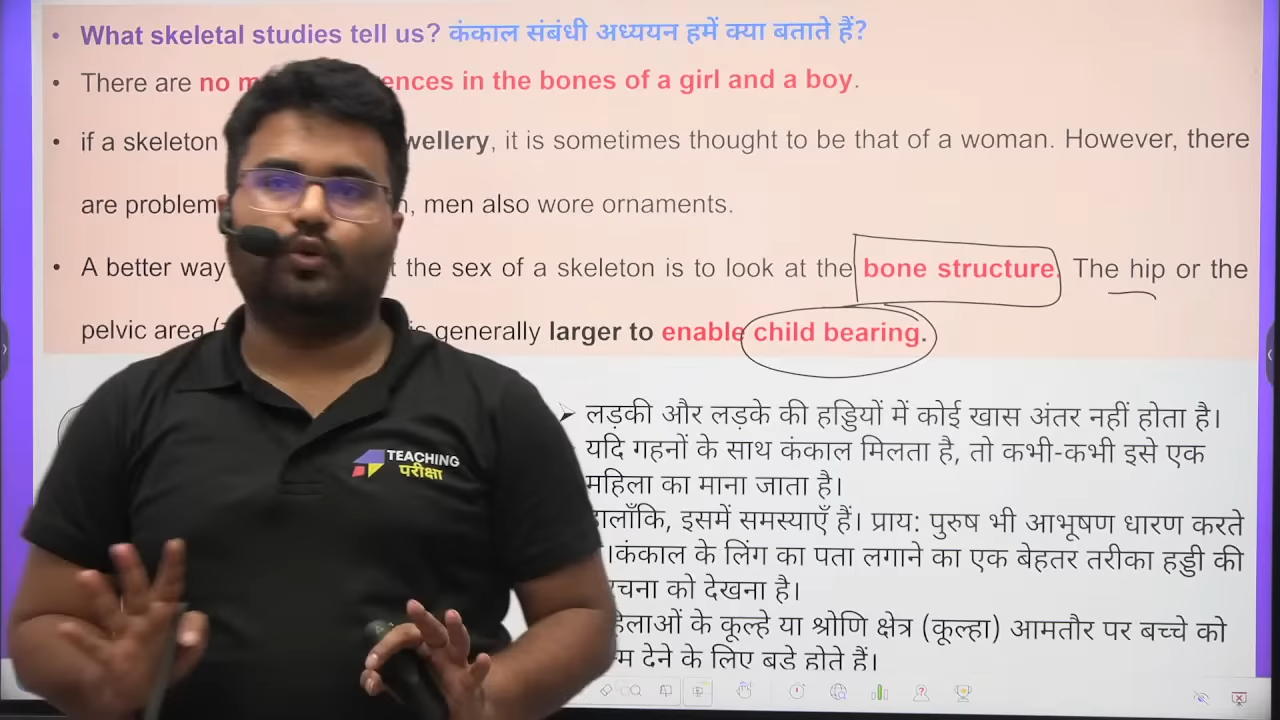 What skeletal studies tell us? कंकाल संबंधी अध्ययन हमें क्या बताते हैं?
There are no in the bones of a girl and a boy.
if a skeleton it is sometimes thought to be that of a woman. However, there
are men also wore ornaments.
A better way the sex of a skeleton is to look at the bone structure. The hip or the
pelvic area generally larger to enable child bearing.
लड़की और लड़के की हड्डियों में कोई खास अंतर नहीं होता है।
यदि गहनों के साथ कंकाल मिलता है, तो कभी-कभी इसे एक
महिला का माना जाता है।
इसमें समस्याएँ हैं। प्राय: पुरुष भी आभूषण धारण करते
कंकाल के लिंग का पता लगाने का एक बेहतर तरीका हड्डी की
को देखना है।
के कूल्हे या श्रोणि क्षेत्र (कूल्हा) आमतौर पर बच्चे को
देने के लिए बड़े होते हैं।
TEACHING
परीक्षा